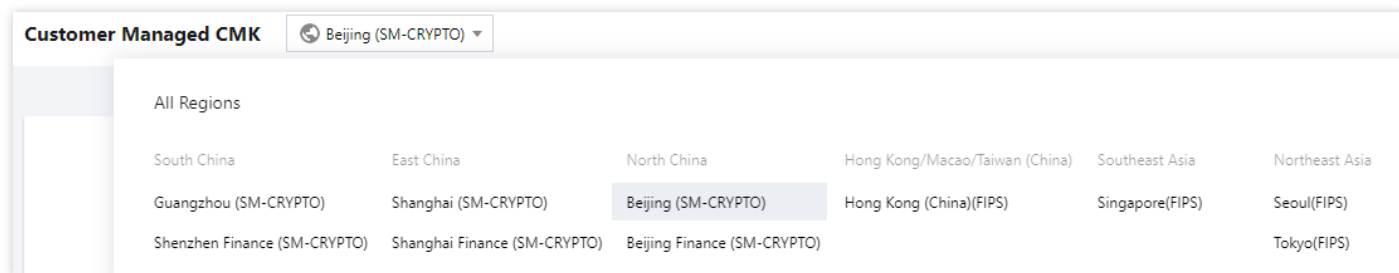 Customer Managed CMK Beijing (SM-CRYPTO)
All Regions
South China East China North China Hong Kong/Macao/Taiwan (China) Southeast Asia Northeast Asia
Guangzhou (SM-CRYPTO) Shanghai (SM-CRYPTO) Beijing (SM-CRYPTO) Hong Kong (China)(FIPS) Singapore(FIPS) Seoul(FIPS)
Shenzhen Finance (SM-CRYPTO) Shanghai Finance (SM-CRYPTO) Beijing Finance (SM-CRYPTO) Tokyo(FIPS)